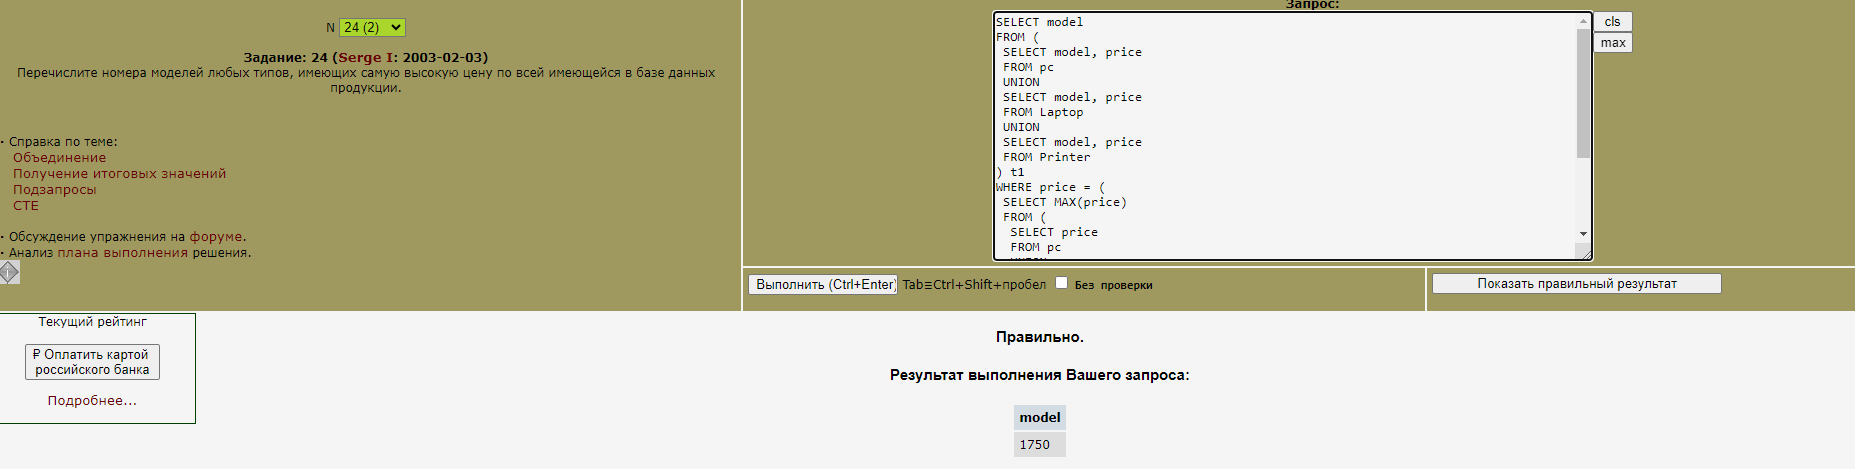 N 24 (2)
Задание: 24 (Serge I: 2003-02-03)
Перечислите номера моделей любых типов, имеющих самую высокую цену по всей имеющейся в базе данных
продукции.
· Справка по теме:
Объединение
Получение итоговых значений
Подзапросы
CTE
· Обсуждение упражнения на форуме.
· Анализ плана выполнения решения.
Запрос:
SELECT model
FROM (
SELECT model, price
FROM pc
UNION
SELECT model, price
FROM Laptop
UNION
SELECT model, price
FROM Printer
) t1
WHERE price = (
SELECT MAX(price)
FROM (
SELECT price
FROM pc
UNION
cls
max
Выполнить (Ctrl+Enter) Tab≡Ctrl+Shift+пробел Без проверки
Показать правильный результат
Текущий рейтинг
₽ Оплатить картой
российского банка
Подробнее...
Правильно.
Результат выполнения Вашего запроса:
model
1750